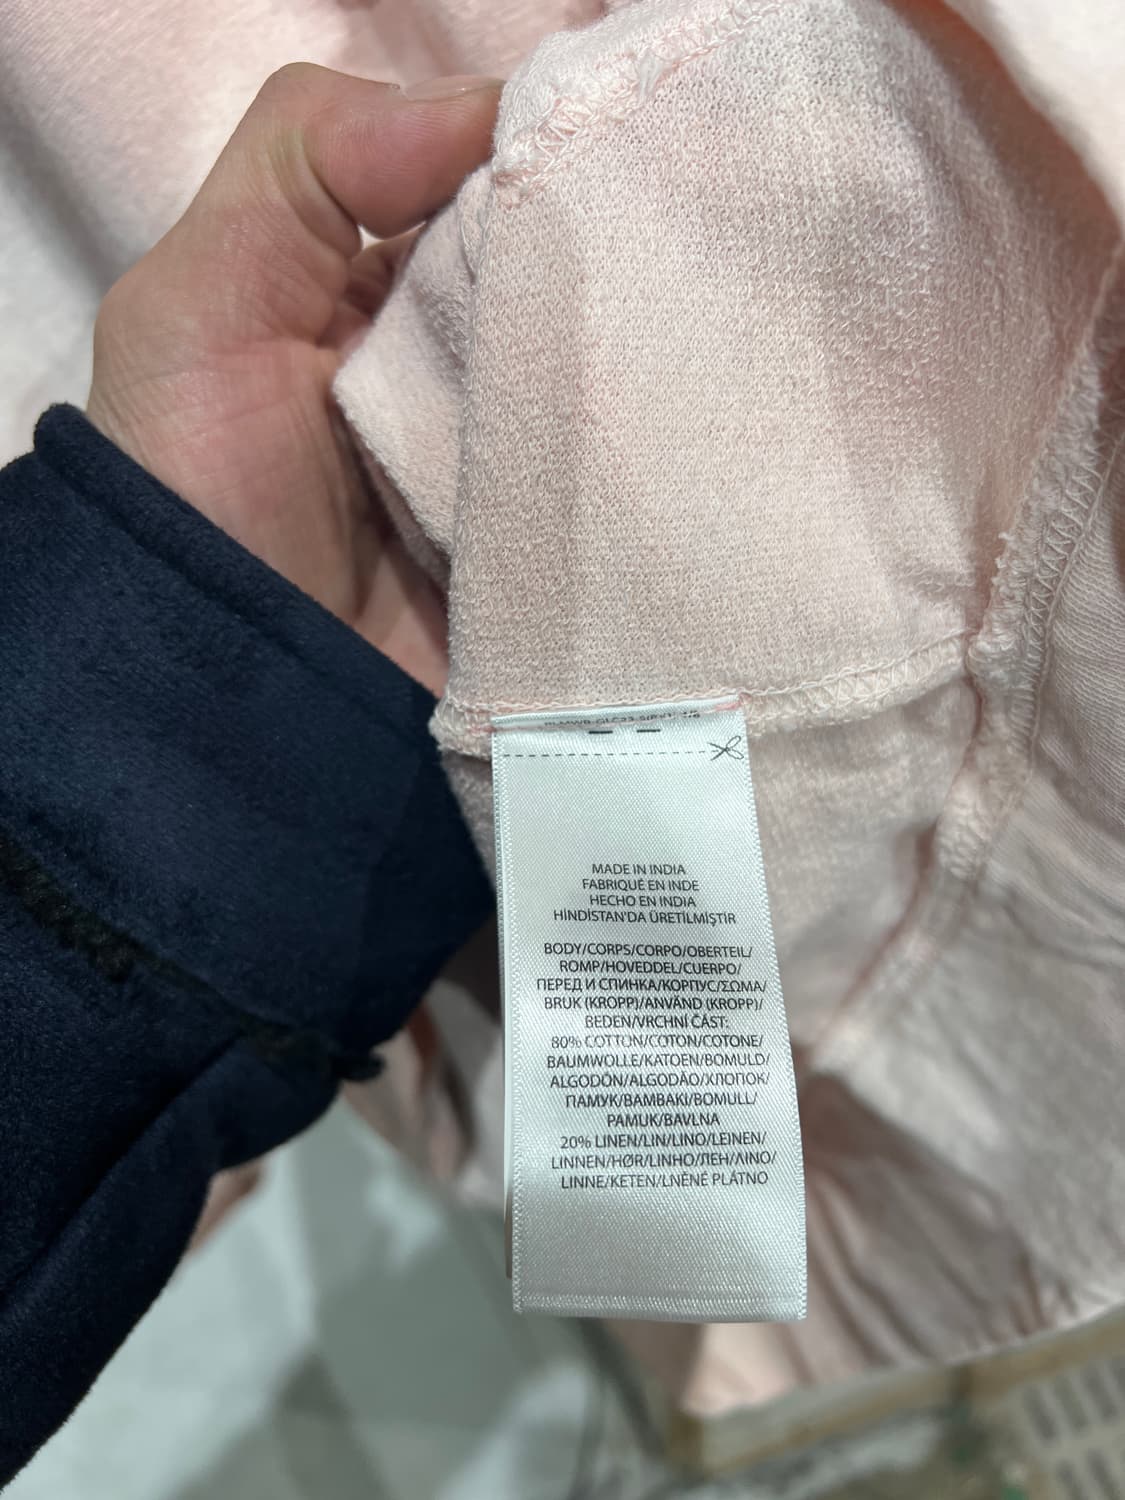 MADE IN INDIA
FABRIQUÉ EN INDE
HECHO EN INDIA
HİNDİSTAN'DA ÜRETİLMİŞTİR
BODY/CORPS/CORPO/OBERTEIL/
ROMP/HOVEDDEL/CUERPO/
ПЕРЕД И СПИНКА/КОРПУС/ΣΩΜΑ/
BRUK (KROPP)/ANVÄND (KROPP)/
BEDEN/VRCHNÍ ČÁST:
80% COTTON/COTON/COTONE/
BAUMWOLLE/KATOEN/BOMULD/
ALGODÓN/ALGODÃO/ХЛОПОК/
ПАМУК/ΒΑΜΒΑΚΙ/BOMULL/
PAMUK/BAVLNA
20% LINEN/LIN/LINO/LEINEN/
LINNEN/HØR/LINHO/ЛЕН/ΛΙΝΟ/
LINNE/KETEN/LNĚNÉ PLÁTNO